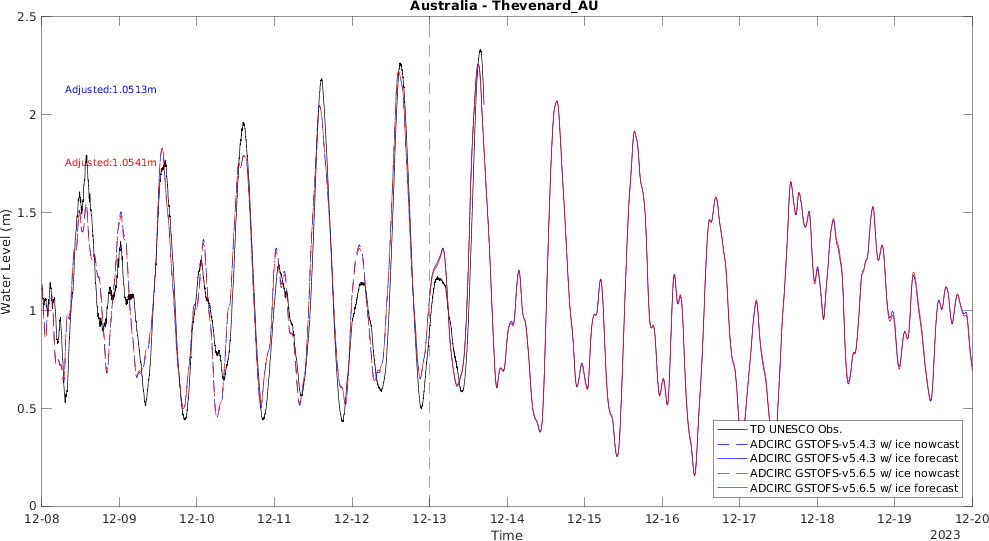 Australia - Thevenard_AU
2.5
2
1.5
1
0.5
0
Water Level (m)
Adjusted:1.0513m
Adjusted:1.0541m
TD UNESCO Obs.
ADCIRC GSTOFS-v5.4.3 w/ ice nowcast
ADCIRC GSTOFS-v5.4.3 w/ ice forecast
ADCIRC GSTOFS-v5.6.5 w/ ice nowcast
ADCIRC GSTOFS-v5.6.5 w/ ice forecast
12-08 12-09 12-10 12-11 12-12 12-13 12-14 12-15 12-16 12-17 12-18 12-19 12-20
Time
2023